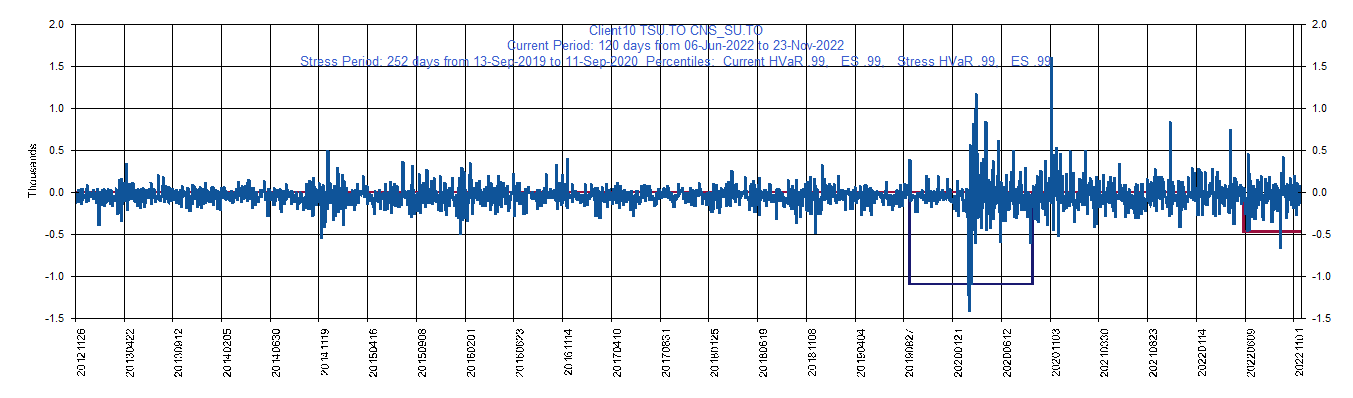 Client10 TSU.TO CNS_SU.TO
Current Period: 120 days from 06-Jun-2022 to 23-Nov-2022
Stress Period: 252 days from 13-Sep-2019 to 11-Sep-2020 Percentiles: Current HVaR .99, ES .99, Stress HVaR .99, ES .99
2.0 2.0
1.5 1.5
1.0 1.0
0.5 0.5
0.0 0.0
-0.5 -0.5
-1.0 -1.0
-1.5 -1.5
Thousands
20121126 20130422 20130912 20140205 20140630 20141119 20150416 20150908 20160201 20160623 20161114 20170410 20170831 20180125 20180619 20181108 20190404 20190827 20200121 20200612 20201103 20210330 20210823 20220114 20220609 20221101